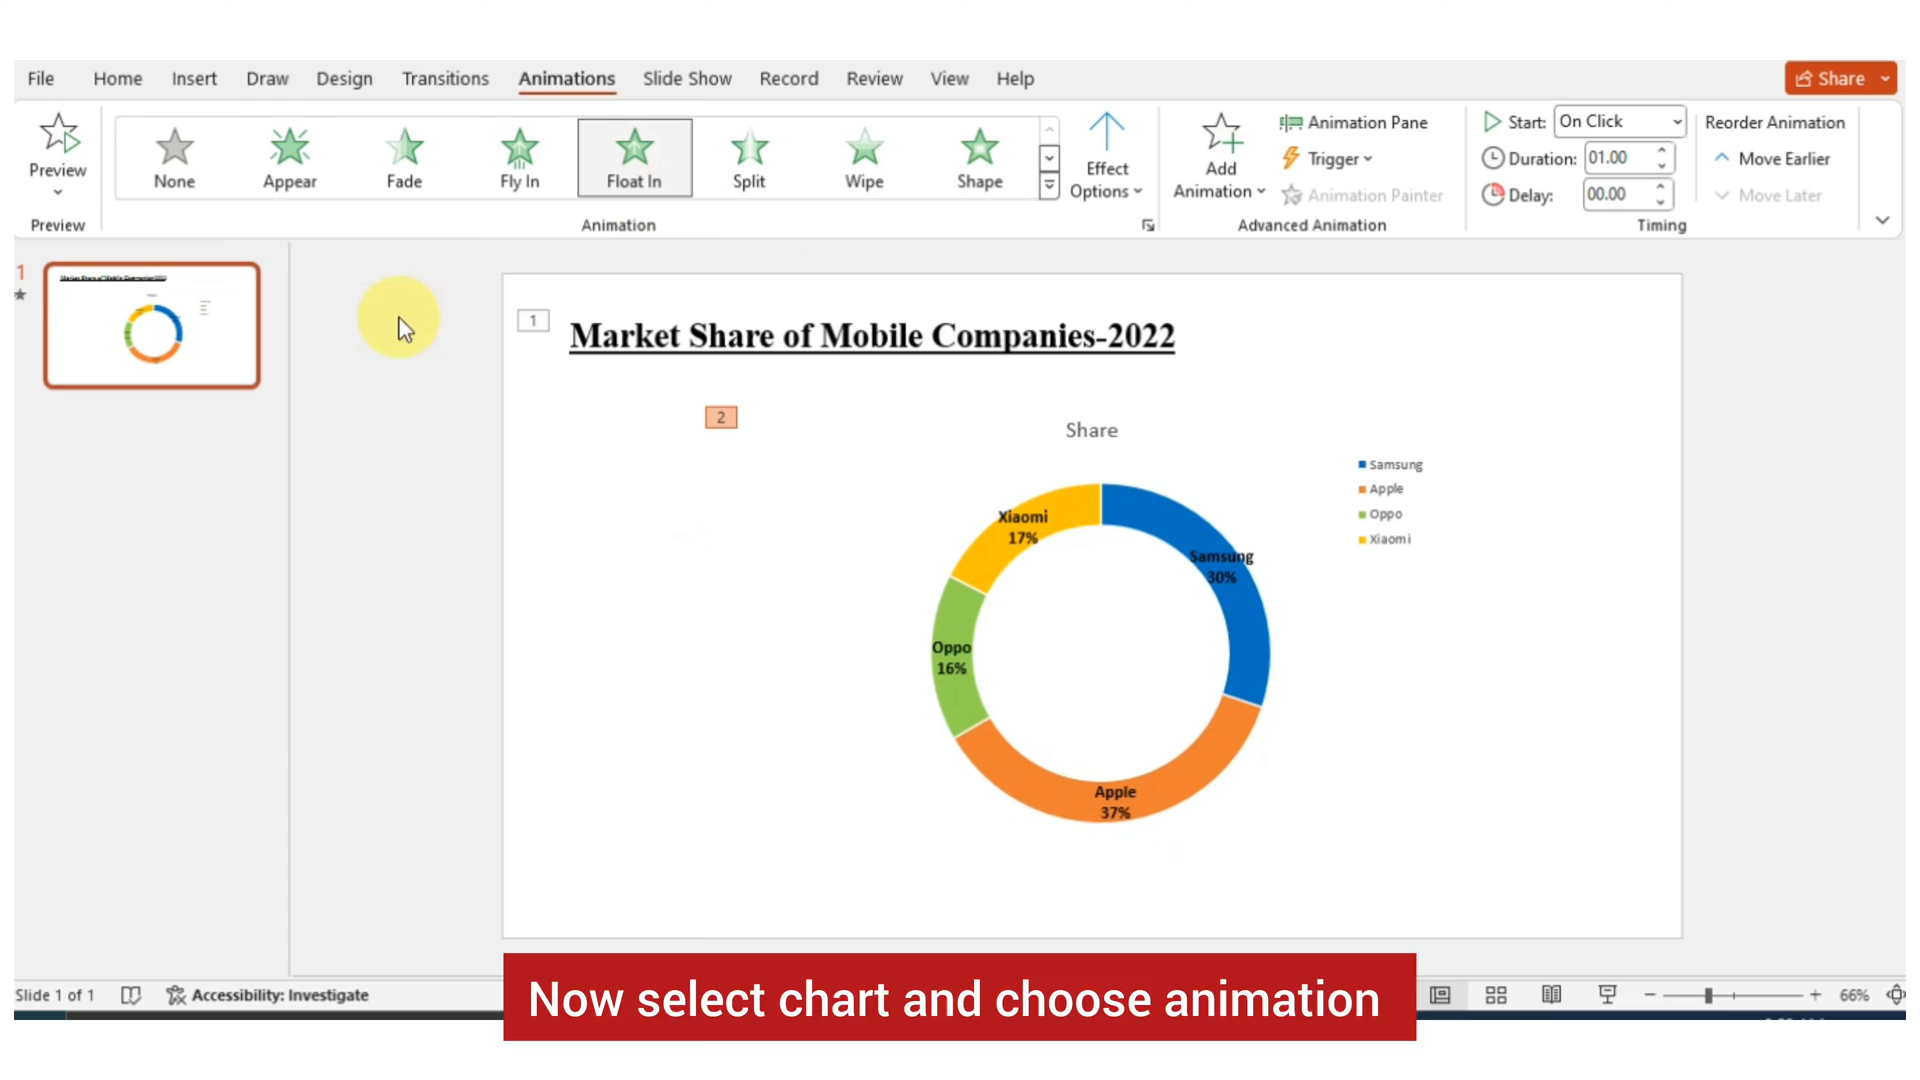 File Home Insert Draw Design Transitions Animations Slide Show Record Review View Help Share
Preview
None Appear Fade Fly In Float In Split Wipe Shape
Effect Options
Add Animation
Animation Pane
Trigger
Animation Painter
Start: On Click
Duration: 01.00
Delay: 00.00
Reorder Animation
Move Earlier
Move Later
Preview Animation Advanced Animation Timing
1
1
Market Share of Mobile Companies-2022
2
Share
Samsung
Apple
Oppo
Xiaomi
Xiaomi
17%
Samsung
30%
Oppo
16%
Apple
37%
Now select chart and choose animation
Slide 1 of 1 Accessibility: Investigate 66%